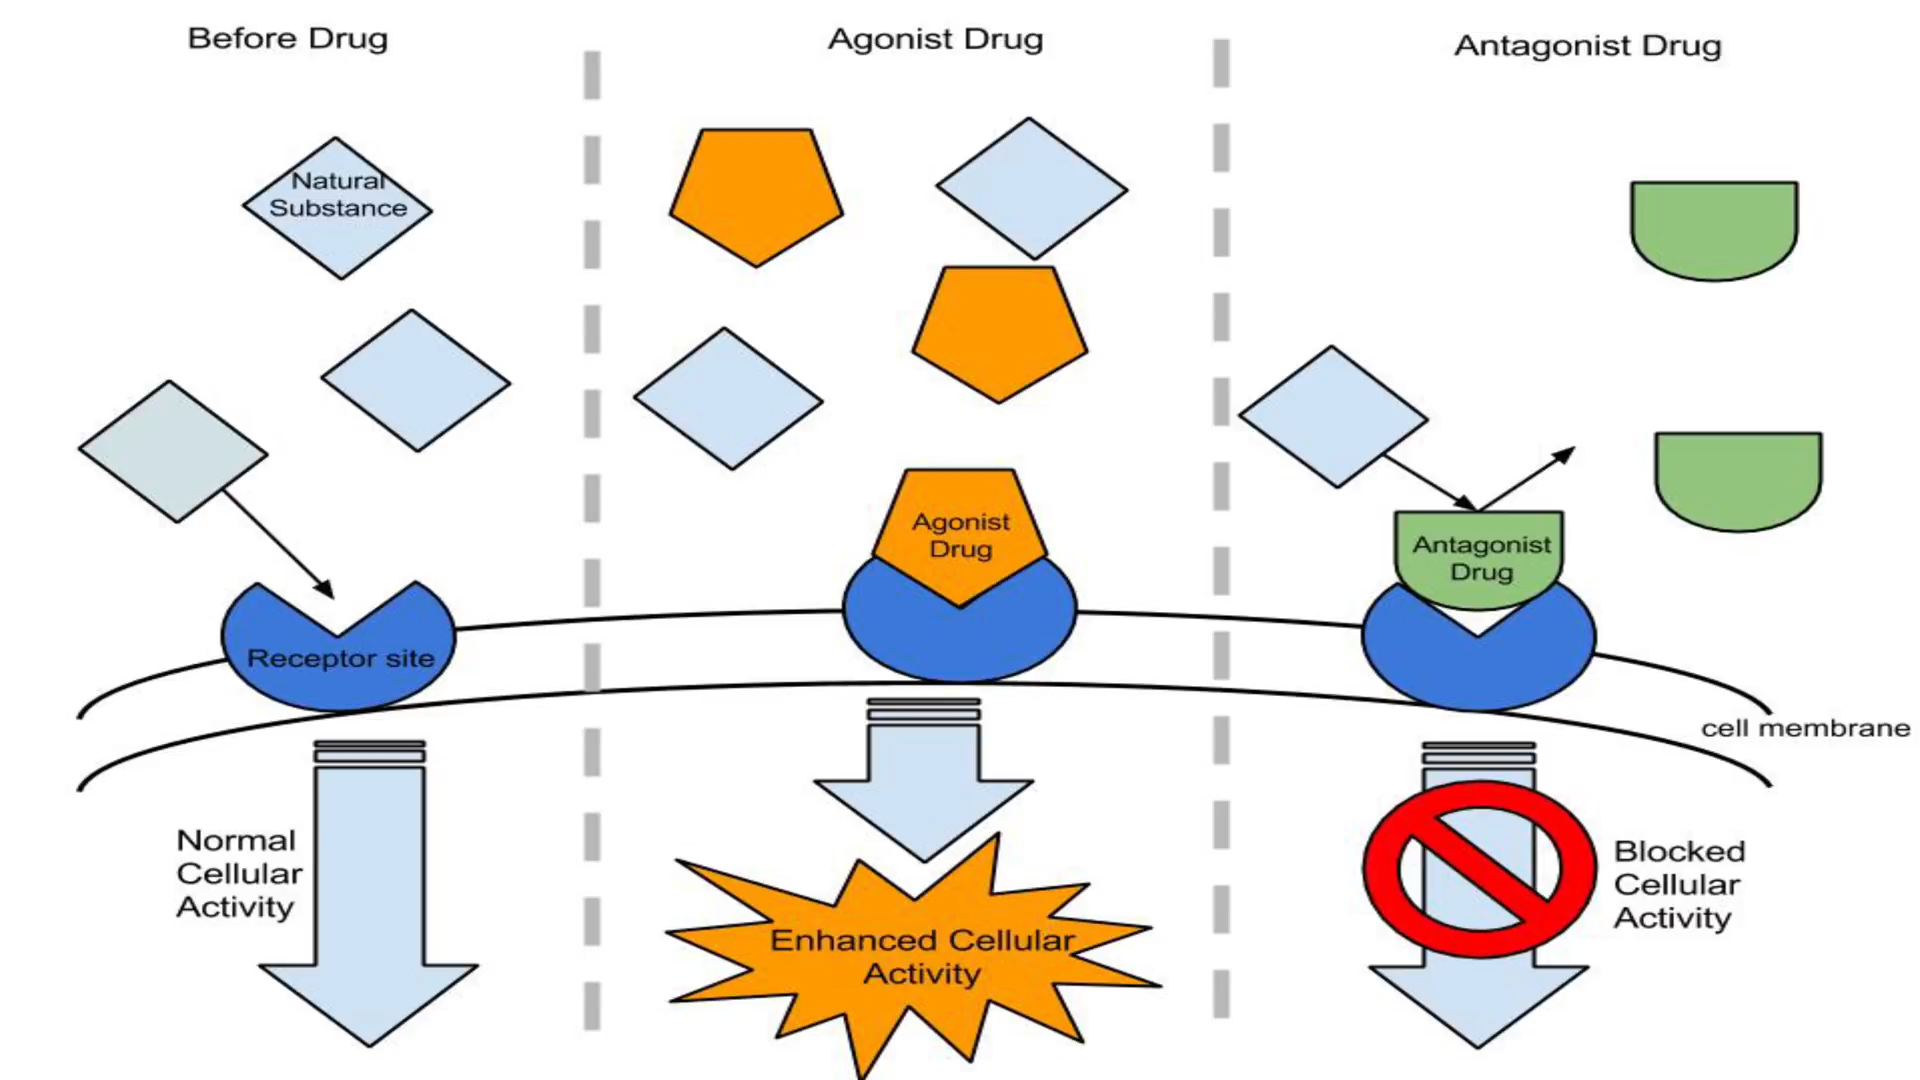 Before Drug
Agonist Drug
Antagonist Drug
Natural
Substance
Agonist
Drug
Antagonist
Drug
Receptor site
cell membrane
Normal
Cellular
Activity
Enhanced Cellular
Activity
Blocked
Cellular
Activity